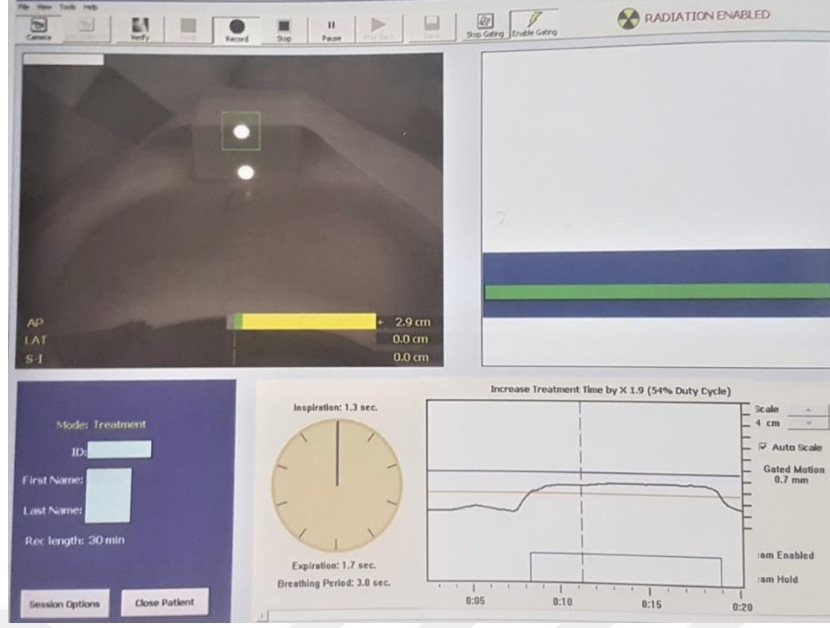 File View Tools Help
Camera Verify Record Stop Pause Play Back Save Stop Gating Enable Gating
RADIATION ENABLED
AP 2.9 cm
LAT 0.0 cm
S-I 0.0 cm
Mode: Treatment
ID:
First Name:
Last Name:
Rec length: 30 min
Session Options Close Patient
Inspiration: 1.3 sec.
Expiration: 1.7 sec.
Breathing Period: 3.0 sec.
Increase Treatment Time by X 1.9 (54% Duty Cycle)
Scale
4 cm
Auto Scale
Gated Motion
0.7 mm
am Enabled
am Hold
0:05 0:10 0:15 0:20